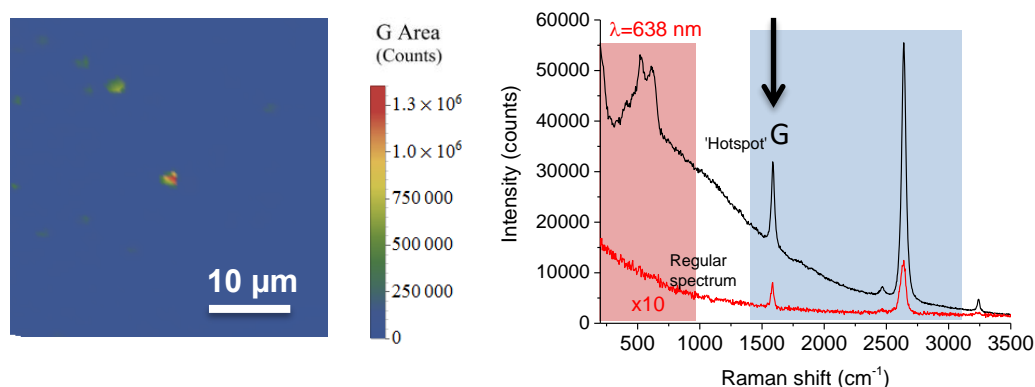 10 µm
G Area
(Counts)
1.3 × 10⁶
1.0 × 10⁶
750 000
500 000
250 000
0
λ=638 nm
'Hotspot'
G
Regular
spectrum
x10
Intensity (counts)
60000
50000
40000
30000
20000
10000
0
500 1000 1500 2000 2500 3000 3500
Raman shift (cm⁻¹)